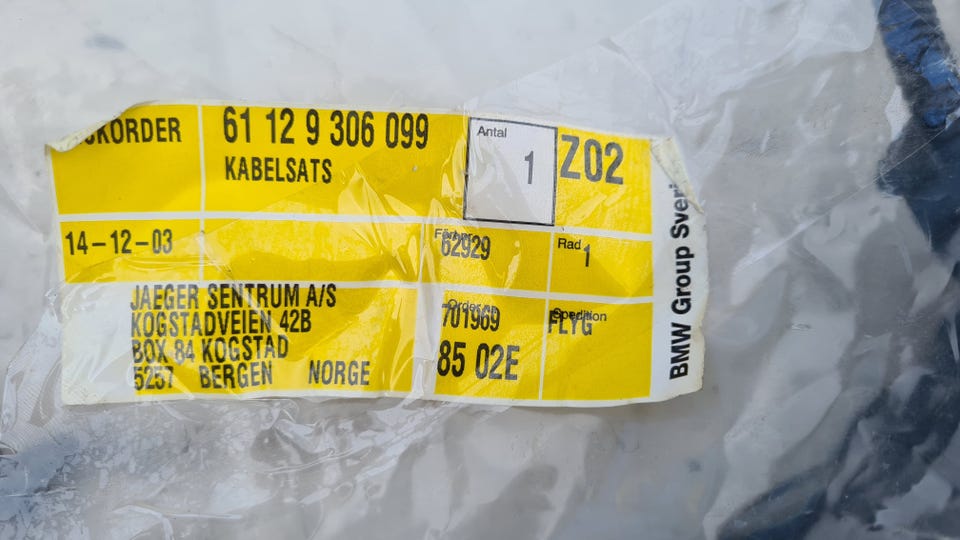 61 12 9 306 099
KABELSATS
Antal
1
Z02
14-12-03
62929
Rad
1
JAEGER SENTRUM A/S
KOGSTADVEIEN 42B
BOX 84 KOGSTAD
5257 BERGEN NORGE
701969
85 02E
FLYG
BMW Group